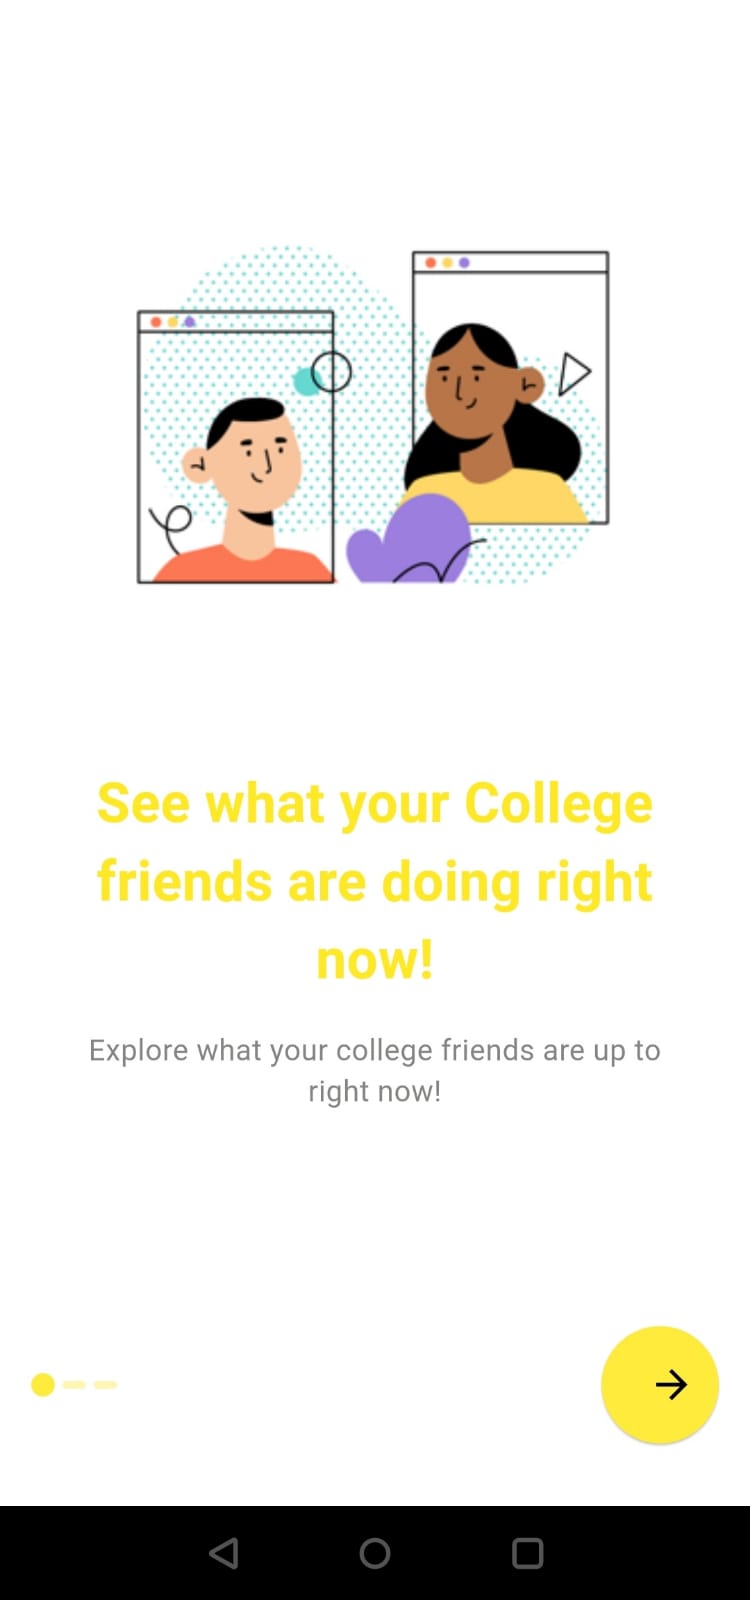 See what your College
friends are doing right
now!
Explore what your college friends are up to
right now!